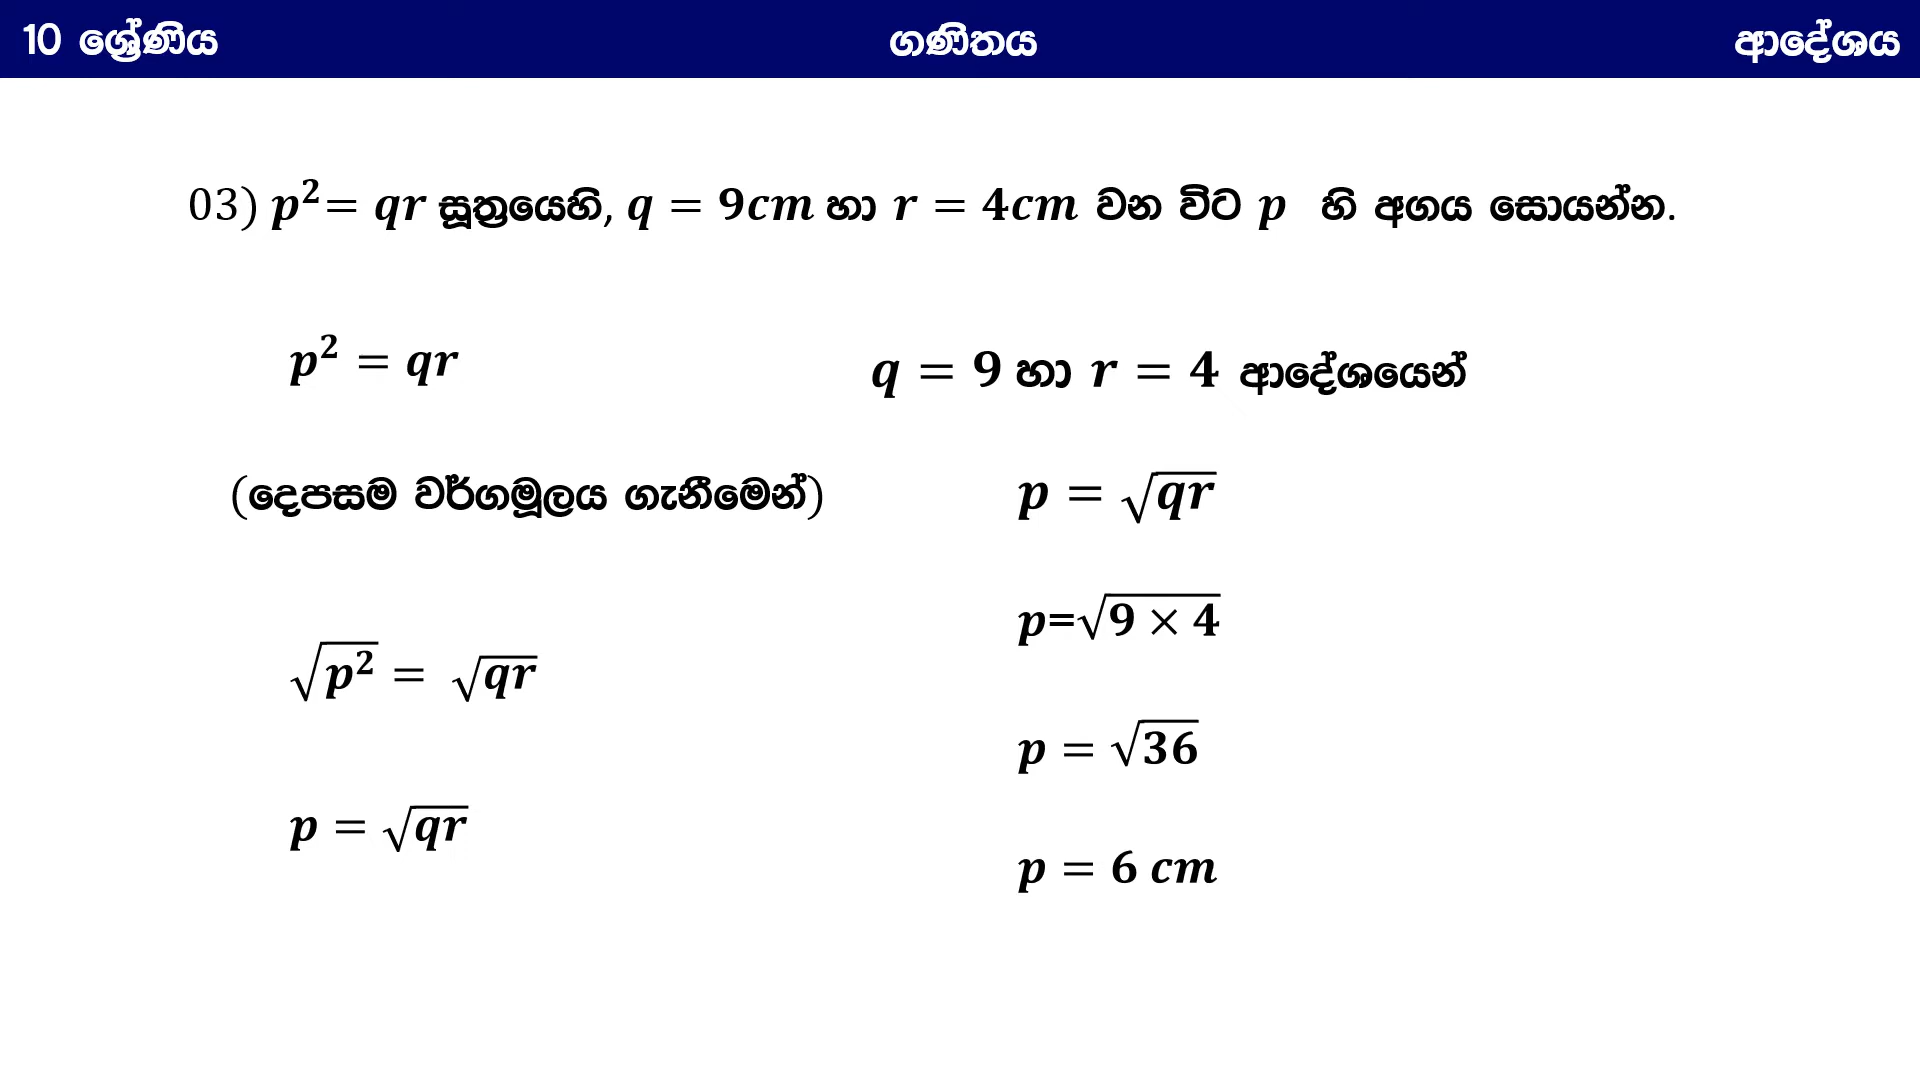 10 ශ්‍රේණිය ගණිතය ආදේශය
03) p²= qr සූත්‍රයෙහි, q = 9cm හා r = 4cm වන විට p හි අගය සොයන්න.
p² = qr
(දෙපසම වර්ගමූලය ගැනීමෙන්)
√p² = √qr
p = √qr
q = 9 හා r = 4 ආදේශයෙන්
p = √qr
p=√9 × 4
p = √36
p = 6 cm